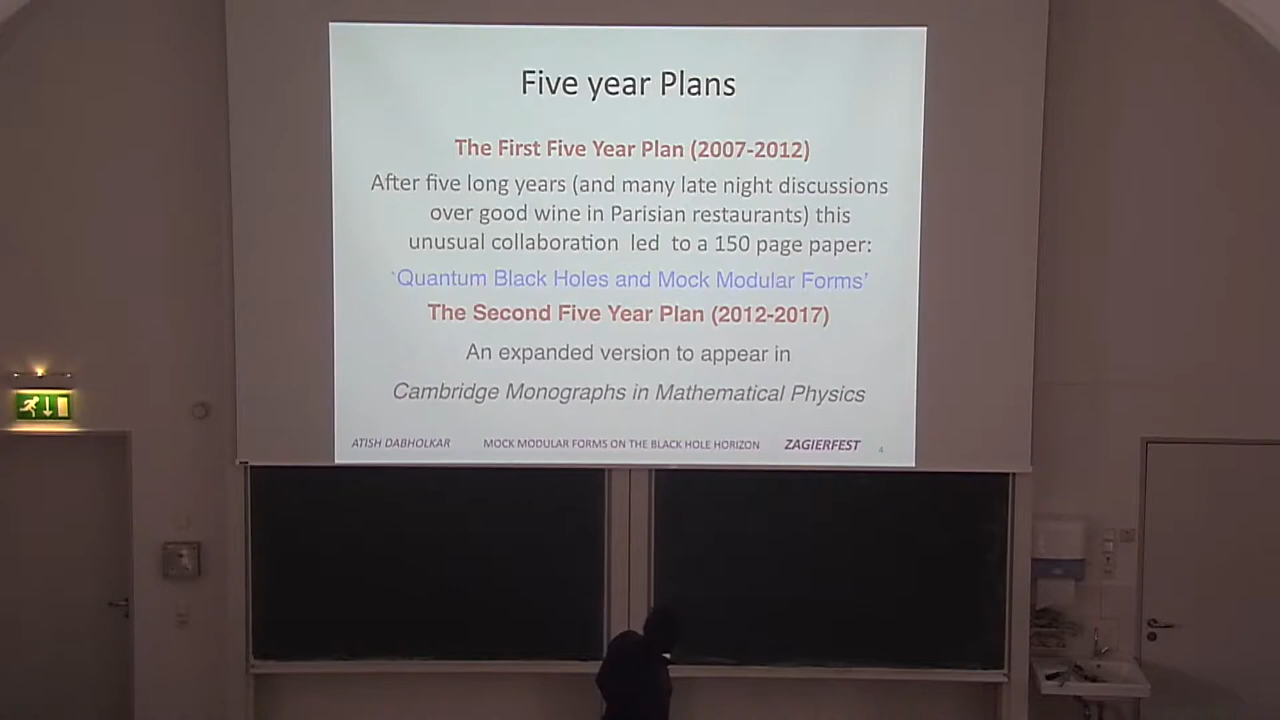 Five year Plans
The First Five Year Plan (2007-2012)
After five long years (and many late night discussions
over good wine in Parisian restaurants) this
unusual collaboration led to a 150 page paper:
‘Quantum Black Holes and Mock Modular Forms’
The Second Five Year Plan (2012-2017)
An expanded version to appear in
Cambridge Monographs in Mathematical Physics
ATISH DABHOLKAR MOCK MODULAR FORMS ON THE BLACK HOLE HORIZON ZAGIERFEST 4